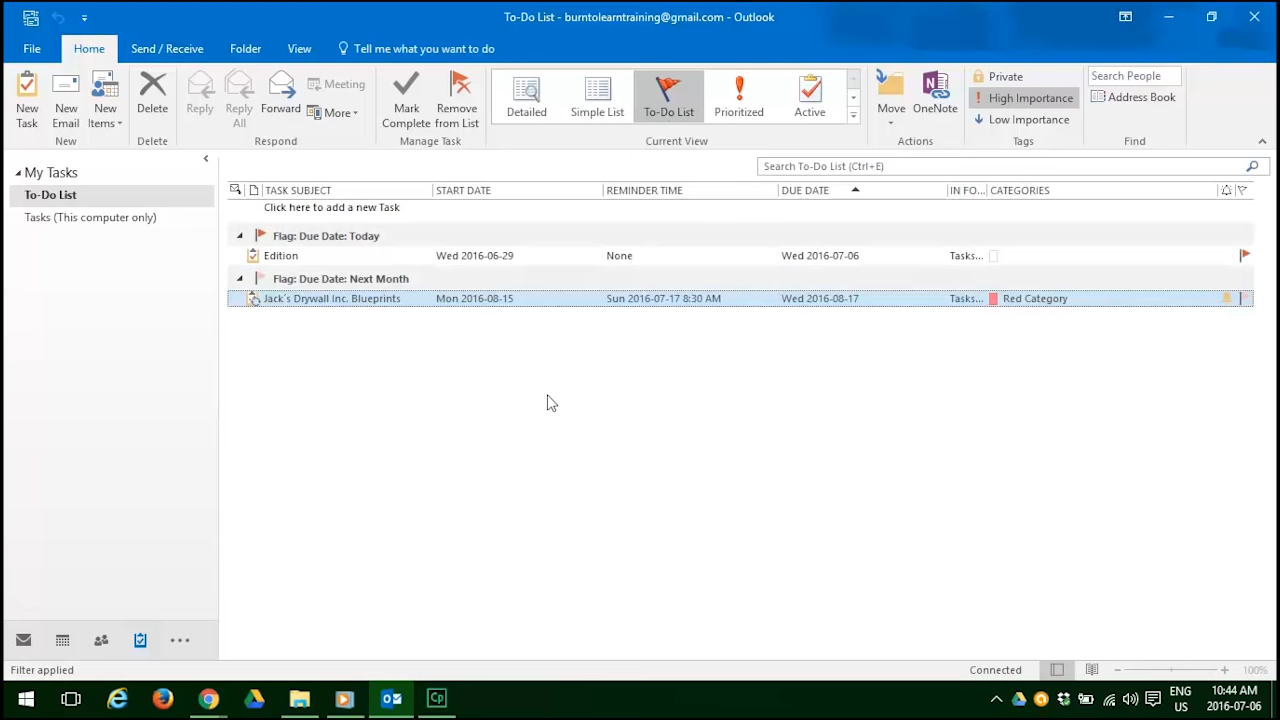 To-Do List - burntolearntraining@gmail.com - Outlook
File Home Send / Receive Folder View Tell me what you want to do
New Task
New Email
New Items
New
Delete
Delete
Reply
Reply All
Forward
Meeting
More
Respond
Mark Complete
Remove from List
Manage Task
Detailed
Simple List
To-Do List
Prioritized
Active
Current View
Move
OneNote
Actions
Private
High Importance
Low Importance
Tags
Search People
Address Book
Find
My Tasks
To-Do List
Tasks (This computer only)
Search To-Do List (Ctrl+E)
TASK SUBJECT START DATE REMINDER TIME DUE DATE IN FO... CATEGORIES
Click here to add a new Task
Flag: Due Date: Today
Edition Wed 2016-06-29 None Wed 2016-07-06 Tasks...
Flag: Due Date: Next Month
Jack's Drywall Inc. Blueprints Mon 2016-08-15 Sun 2016-07-17 8:30 AM Wed 2016-08-17 Tasks... Red Category
Filter applied
Connected
100%
Cp
ENG
US
10:44 AM
2016-07-06